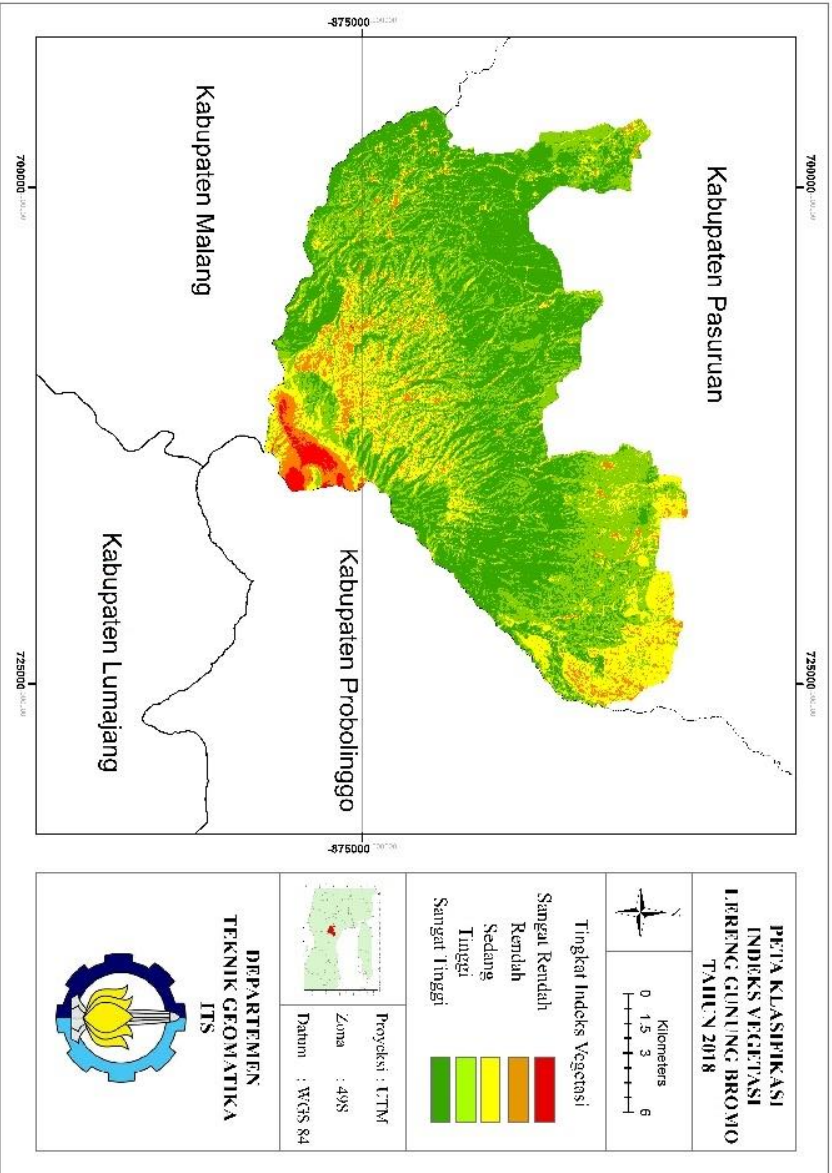 -875000
700000
725000
Kabupaten Pasuruan
Kabupaten Malang
Kabupaten Probolinggo
Kabupaten Lumajang
700000
725000
-875000
PETA KLASIFIKASI
INDEKS VEGETASI
LERENG GUNUNG BROMO
TAHUN 2018
Kilometers
0 1.5 3 6
Tingkat Indeks Vegetasi
Sangat Rendah
Rendah
Sedang
Tinggi
Sangat Tinggi
Proyeksi : UTM
Zona : 49S
Datum : WGS 84
DEPARTEMEN
TEKNIK GEOMATIKA
ITS